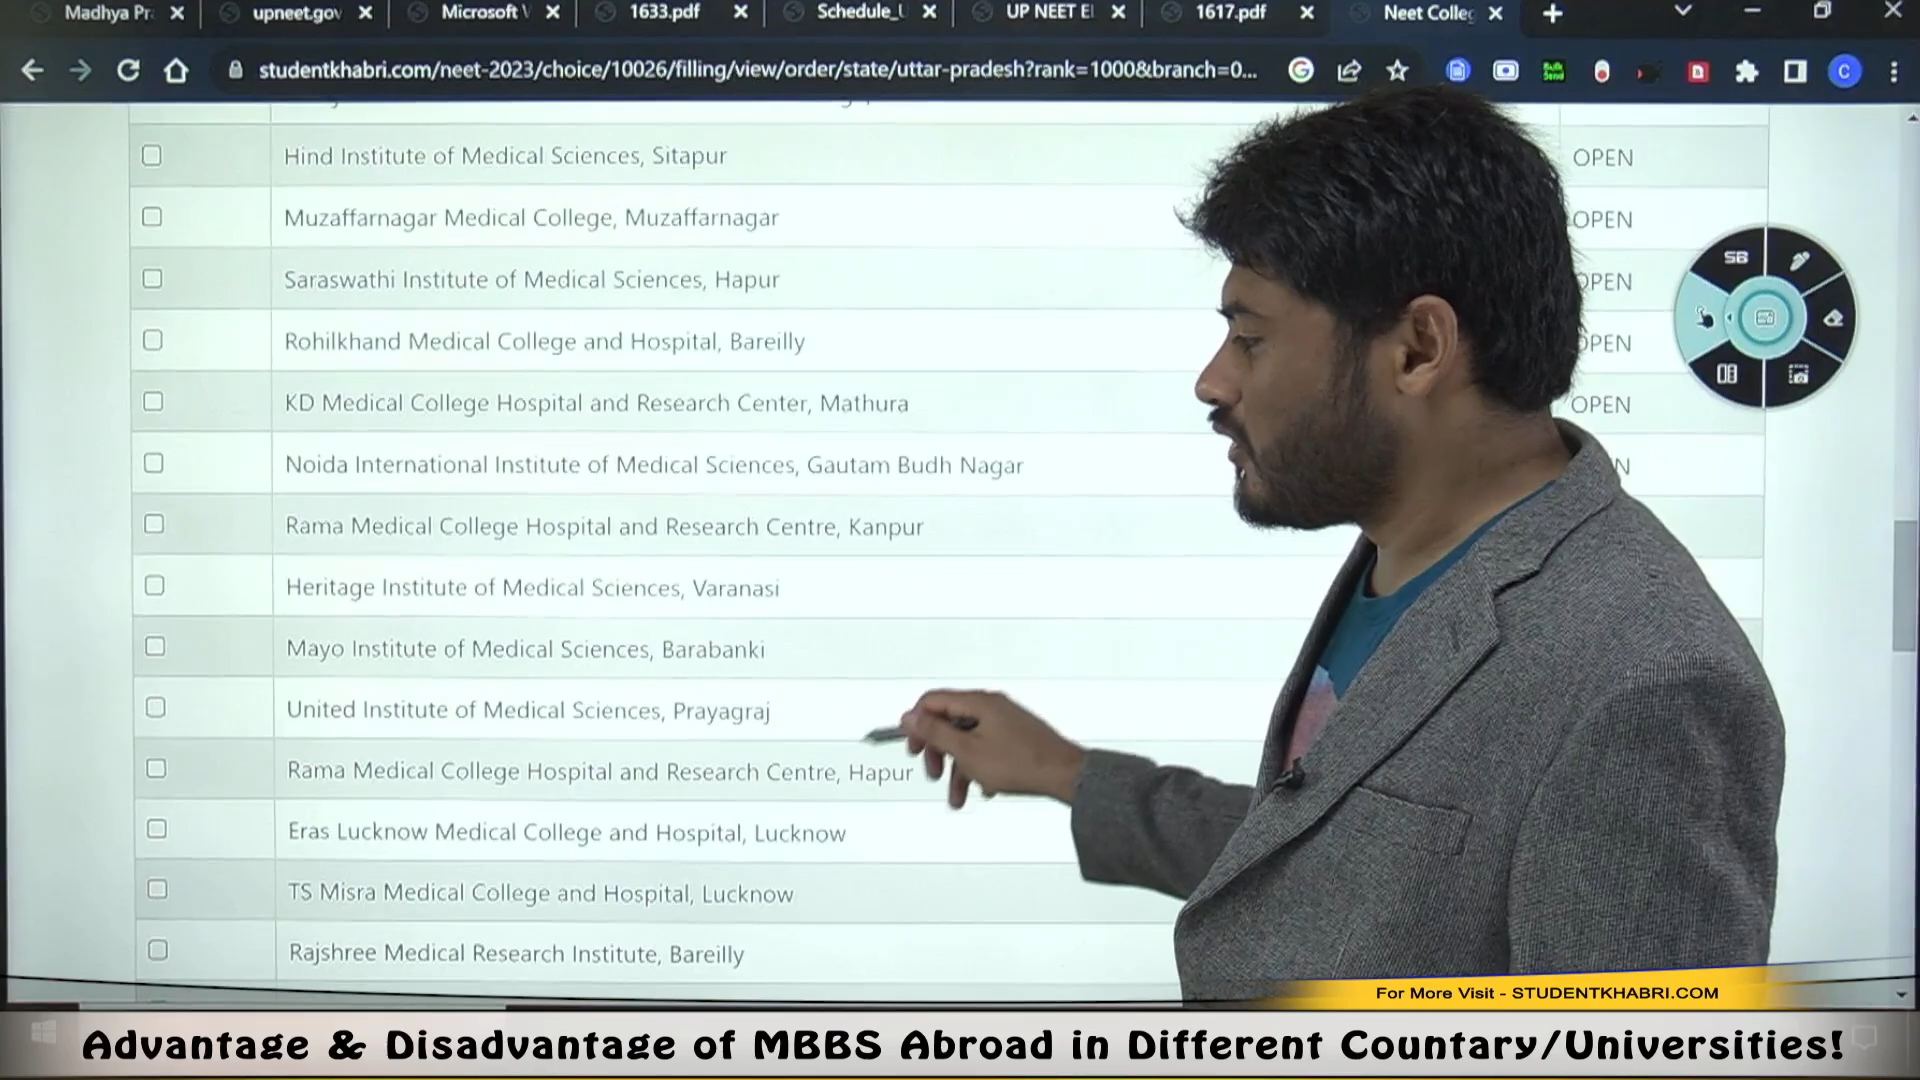 Madhya Pr
upneet.gov
Microsoft
1633.pdf
Schedule_U
UP NEET
1617.pdf
Neet Colle
studentkhabri.com/neet-2023/choice/10026/filling/view/order/state/uttar-pradesh?rank=1000&branch=0...
C
Hind Institute of Medical Sciences, Sitapur OPEN
Muzaffarnagar Medical College, Muzaffarnagar OPEN
Saraswathi Institute of Medical Sciences, Hapur OPEN
Rohilkhand Medical College and Hospital, Bareilly OPEN
KD Medical College Hospital and Research Center, Mathura OPEN
Noida International Institute of Medical Sciences, Gautam Budh Nagar N
Rama Medical College Hospital and Research Centre, Kanpur
Heritage Institute of Medical Sciences, Varanasi
Mayo Institute of Medical Sciences, Barabanki
United Institute of Medical Sciences, Prayagraj
Rama Medical College Hospital and Research Centre, Hapur
Eras Lucknow Medical College and Hospital, Lucknow
TS Misra Medical College and Hospital, Lucknow
Rajshree Medical Research Institute, Bareilly
SB
For More Visit - STUDENTKHABRI.COM
Advantage & Disadvantage of MBBS Abroad in Different Countary/Universities!